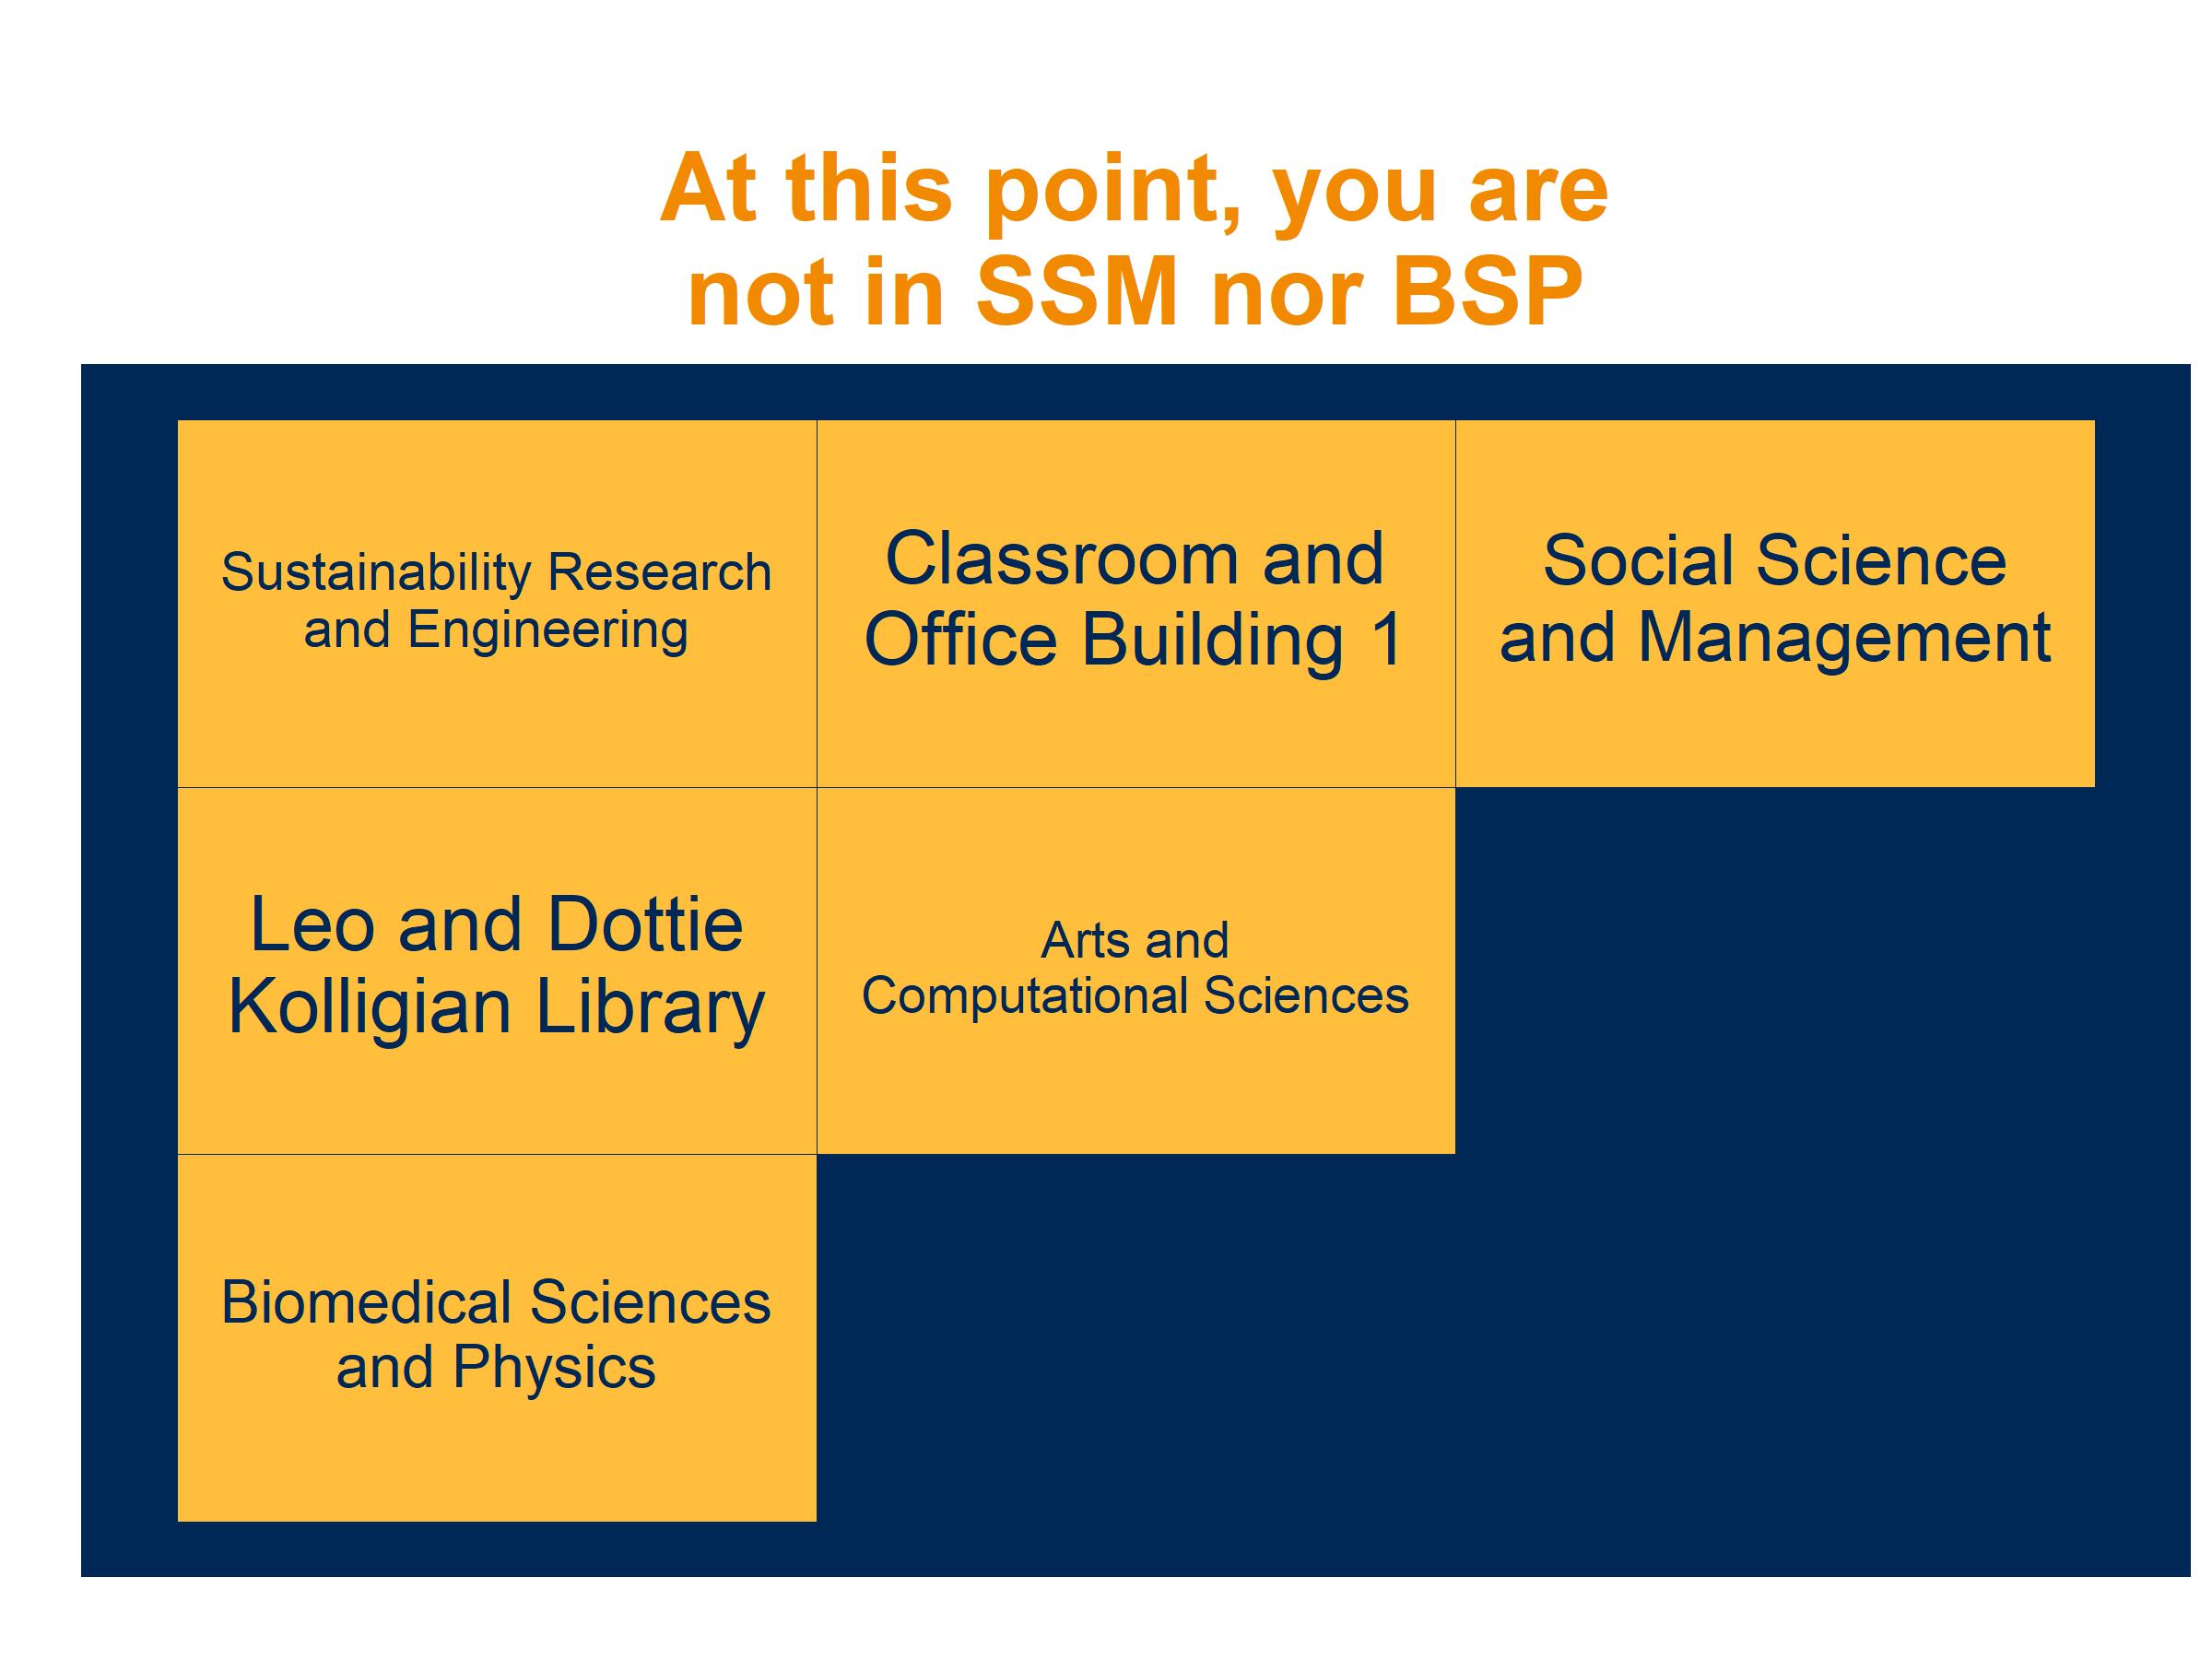 At this point, you are
not in SSM nor BSP
Sustainability Research
and Engineering
Classroom and
Office Building 1
Social Science
and Management
Leo and Dottie
Kolligian Library
Arts and
Computational Sciences
Biomedical Sciences
and Physics